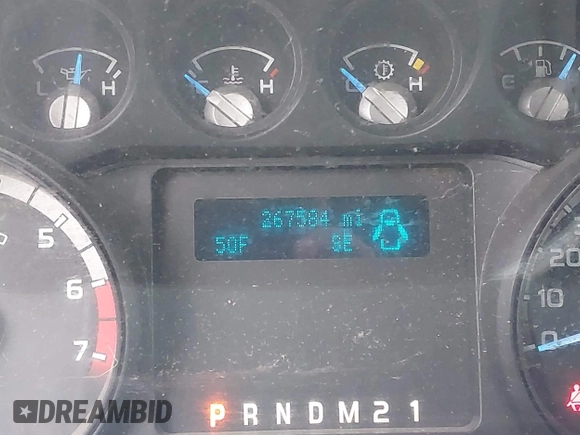 L H
C H
C H
E
267584 mi
50F SE
5
6
7
20
10
0
P R N D M 2 1
DREAMBID